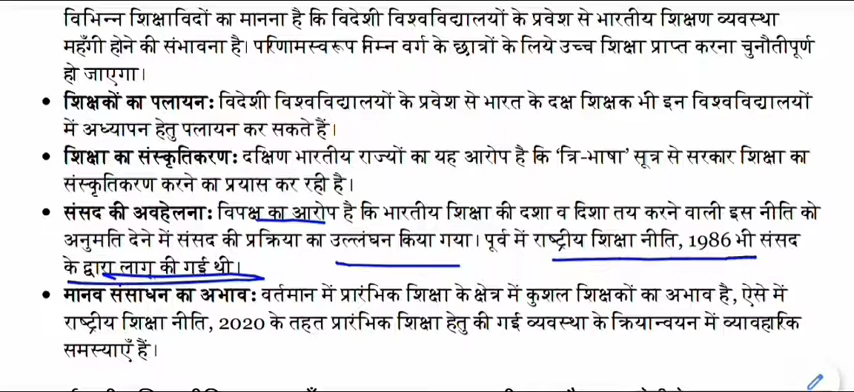 विभिन्न शिक्षाविदों का मानना है कि विदेशी विश्वविद्यालयों के प्रवेश से भारतीय शिक्षण व्यवस्था
महँगी होने की संभावना है। परिणामस्वरूप निम्न वर्ग के छात्रों के लिये उच्च शिक्षा प्राप्त करना चुनौतीपूर्ण
हो जाएगा।
• शिक्षकों का पलायन: विदेशी विश्वविद्यालयों के प्रवेश से भारत के दक्ष शिक्षक भी इन विश्वविद्यालयों
में अध्यापन हेतु पलायन कर सकते हैं।
• शिक्षा का संस्कृतिकरण: दक्षिण भारतीय राज्यों का यह आरोप है कि 'त्रि-भाषा' सूत्र से सरकार शिक्षा का
संस्कृतिकरण करने का प्रयास कर रही है।
• संसद की अवहेलना: विपक्ष का आरोप है कि भारतीय शिक्षा की दशा व दिशा तय करने वाली इस नीति को
अनुमति देने में संसद की प्रक्रिया का उल्लंघन किया गया। पूर्व में राष्ट्रीय शिक्षा नीति, 1986 भी संसद
के द्वारा लागू की गई थी।
• मानव संसाधन का अभाव: वर्तमान में प्रारंभिक शिक्षा के क्षेत्र में कुशल शिक्षकों का अभाव है, ऐसे में
राष्ट्रीय शिक्षा नीति, 2020 के तहत प्रारंभिक शिक्षा हेतु की गई व्यवस्था के क्रियान्वयन में व्यावहारिक
समस्याएँ हैं।